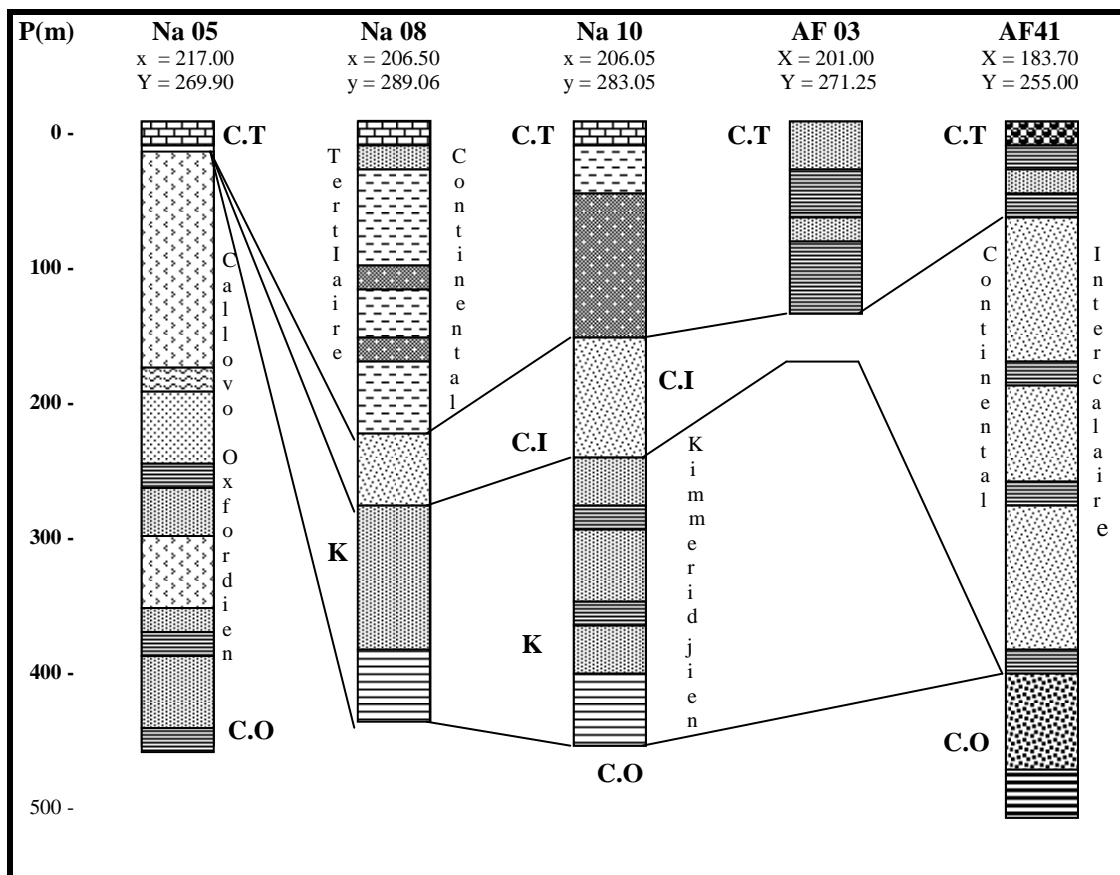 P(m) Na 05 Na 08 Na 10 AF 03 AF41
x = 217.00 x = 206.50 x = 206.05 X = 201.00 X = 183.70
Y = 269.90 y = 289.06 y = 283.05 Y = 271.25 Y = 255.00
0 -
100 -
200 -
300 -
400 -
500 -
C.T
Callovo Oxfordien
C.O
TertIaire
Continental
K
C.T
C.I
C.I
Kimmeridjien
K
C.O
C.T
C.T
Continental
Intercalaire
C.O